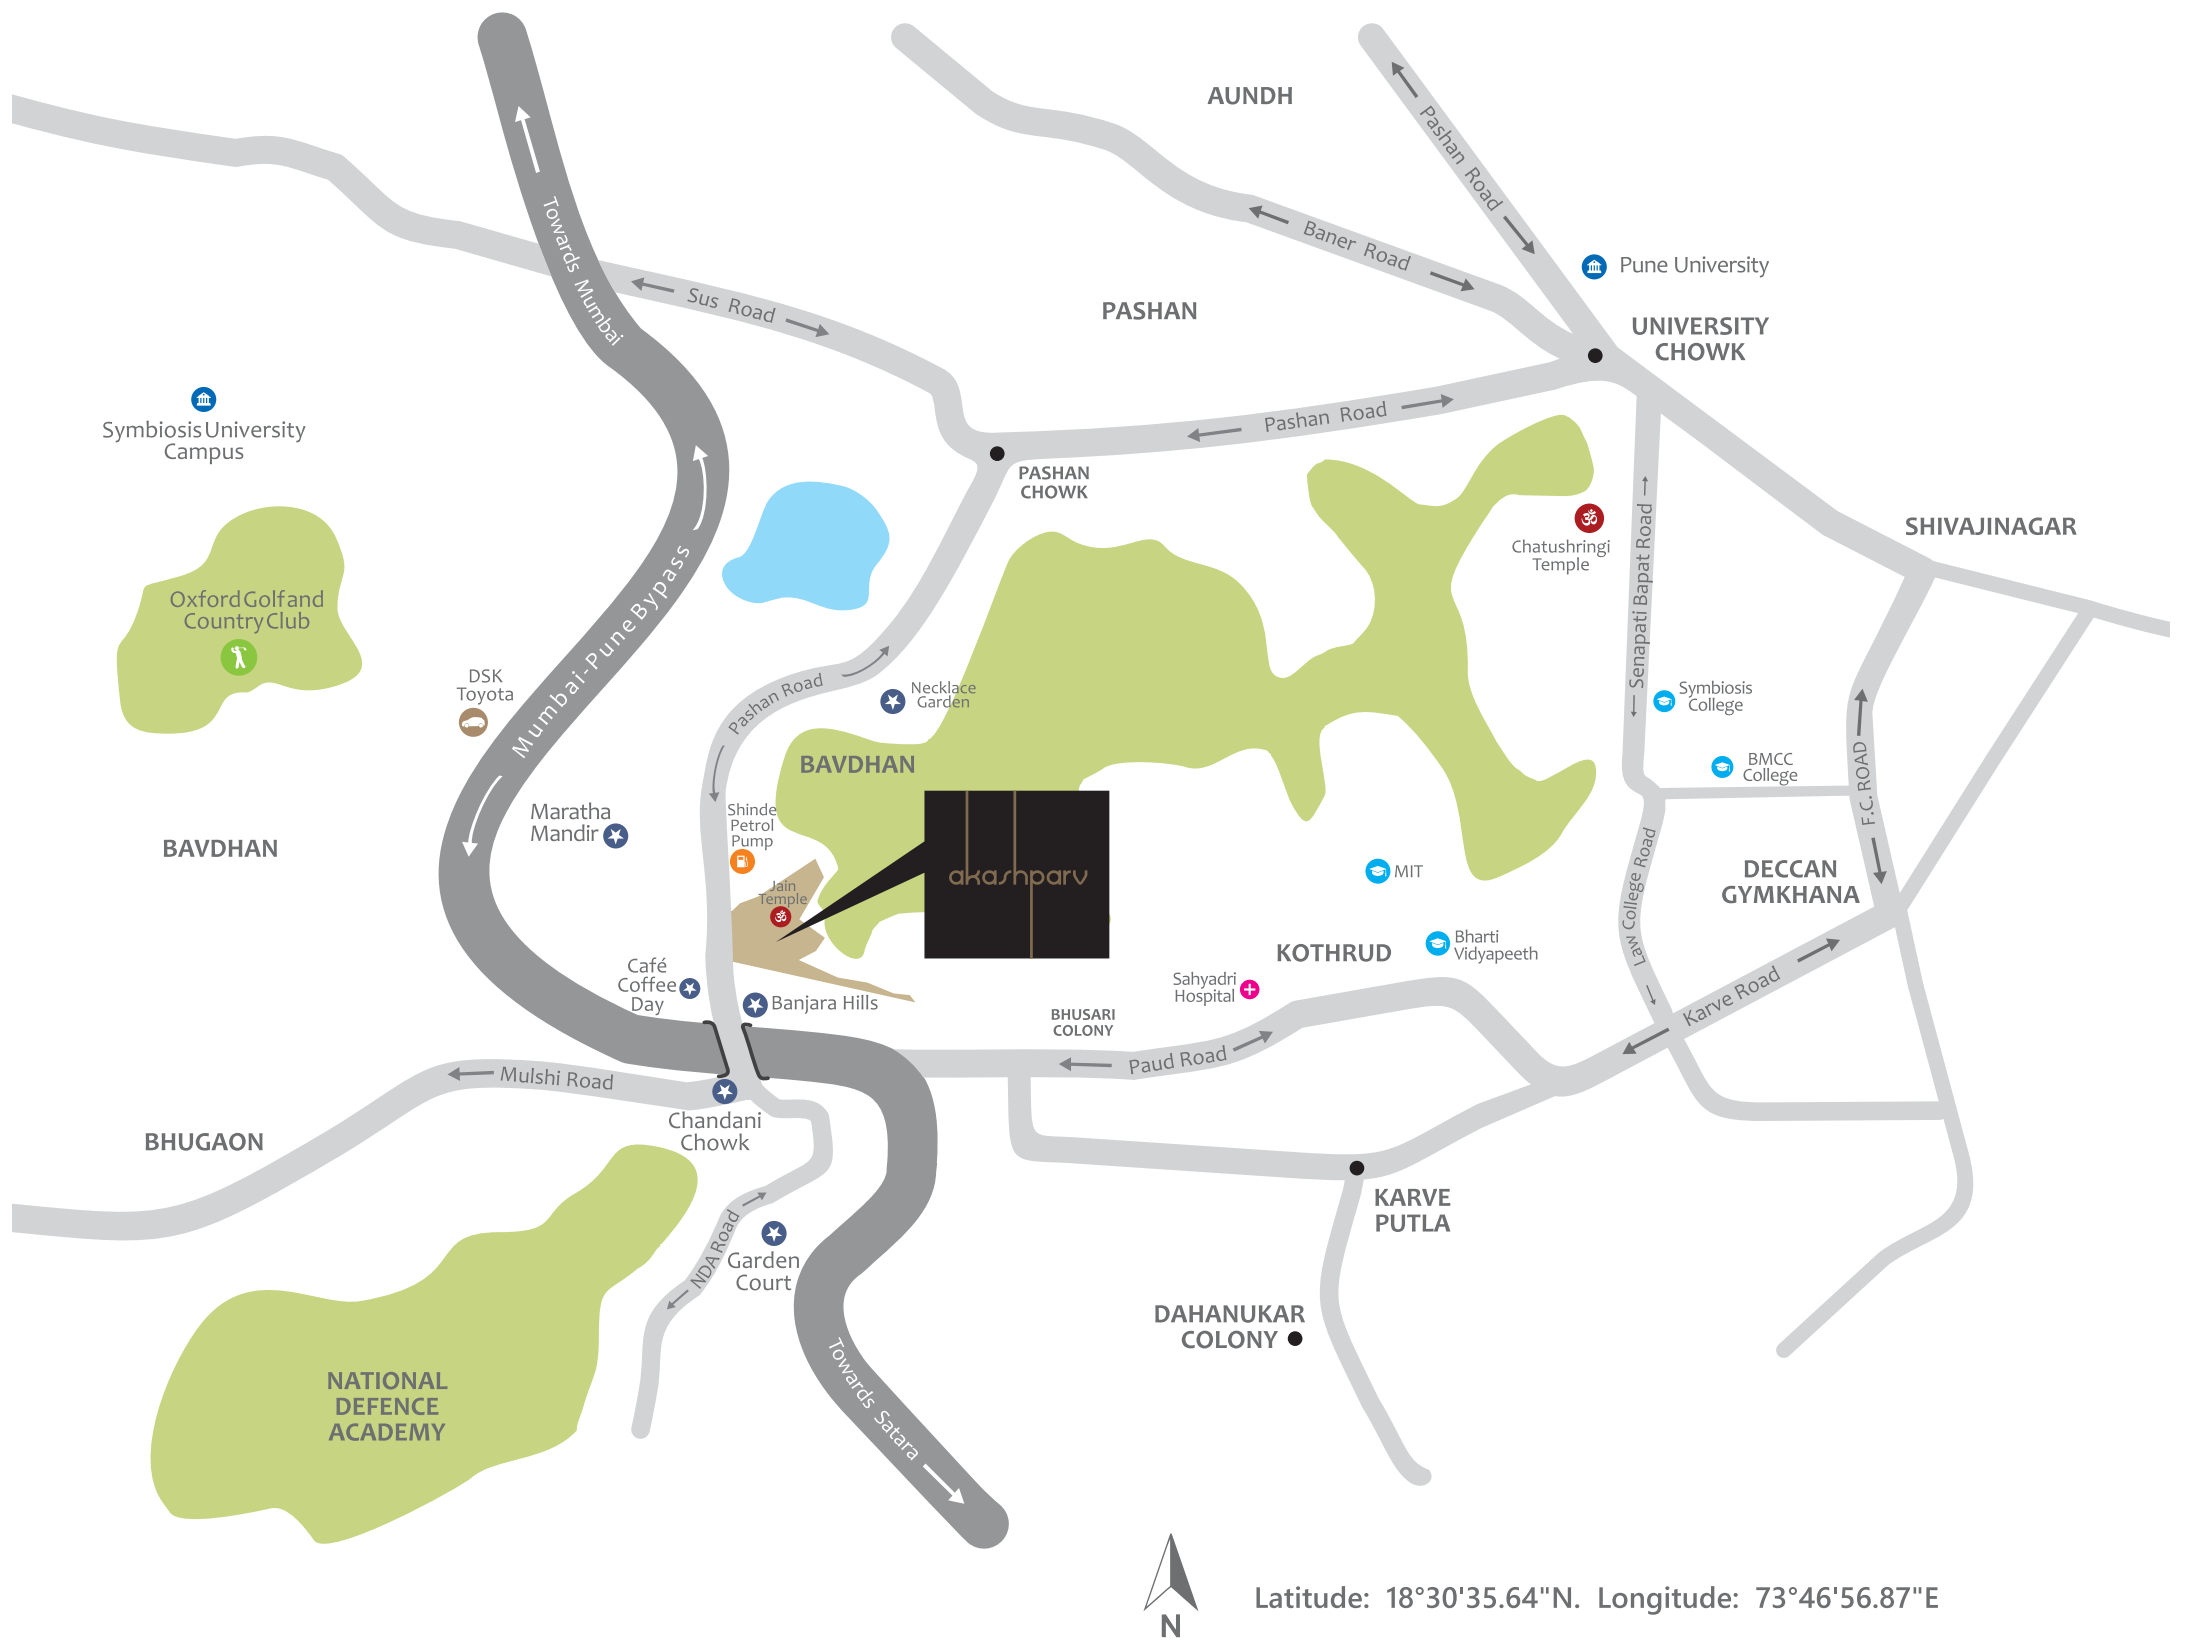 AUNDH
Pashan Road
Towards Mumbai
Baner Road
Pune University
Sus Road
PASHAN
UNIVERSITY
CHOWK
Symbiosis University
Campus
Pashan Road
PASHAN
CHOWK
SHIVAJINAGAR
Chatushringi
Temple
Senapati Bapat Road
Oxford Golf and
Country Club
Mumbai-Pune Bypass
DSK
Toyota
Pashan Road
Necklace
Garden
Symbiosis
College
BAVDHAN
BMCC
College
F.C. ROAD
Maratha
Mandir
Shinde
Petrol
Pump
BAVDHAN
akashparv
MIT
Law College Road
DECCAN
GYMKHANA
Jain
Temple
KOTHRUD
Bharti
Vidyapeeth
Café
Coffee
Day
Banjara Hills
Sahyadri
Hospital
Karve Road
BHUSARI
COLONY
Paud Road
Mulshi Road
Chandani
Chowk
BHUGAON
KARVE
PUTLA
NDA Road
Garden
Court
DAHANUKAR
COLONY
NATIONAL
DEFENCE
ACADEMY
Towards Satara
Latitude: 18°30'35.64"N. Longitude: 73°46'56.87"E
N